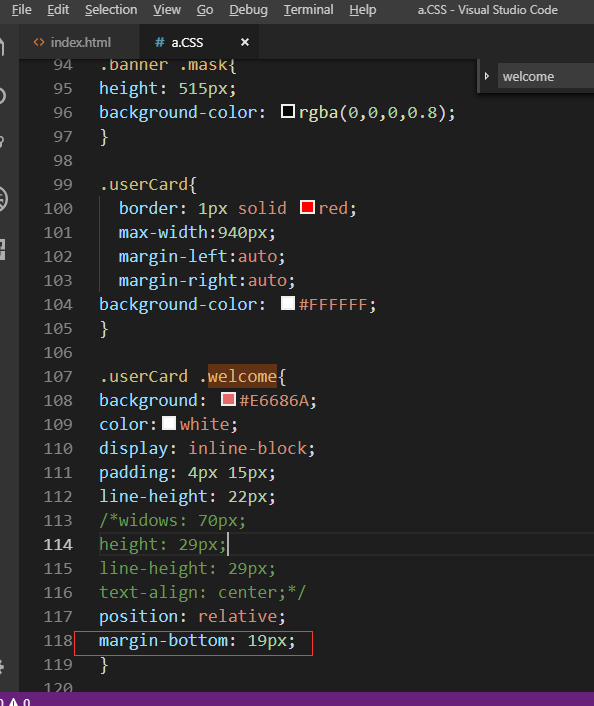 File Edit Selection View Go Debug Terminal Help a.CSS - Visual Studio Code
<> index.html # a.CSS ×
welcome
94 .banner .mask{
95 height: 515px;
96 background-color: rgba(0,0,0,0.8);
97 }
98
99 .userCard{
100 border: 1px solid red;
101 max-width:940px;
102 margin-left:auto;
103 margin-right:auto;
104 background-color: #FFFFFF;
105 }
106
107 .userCard .welcome{
108 background: #E6686A;
109 color: white;
110 display: inline-block;
111 padding: 4px 15px;
112 line-height: 22px;
113 /*widows: 70px;
114 height: 29px;
115 line-height: 29px;
116 text-align: center;*/
117 position: relative;
118 margin-bottom: 19px;
119 }
120